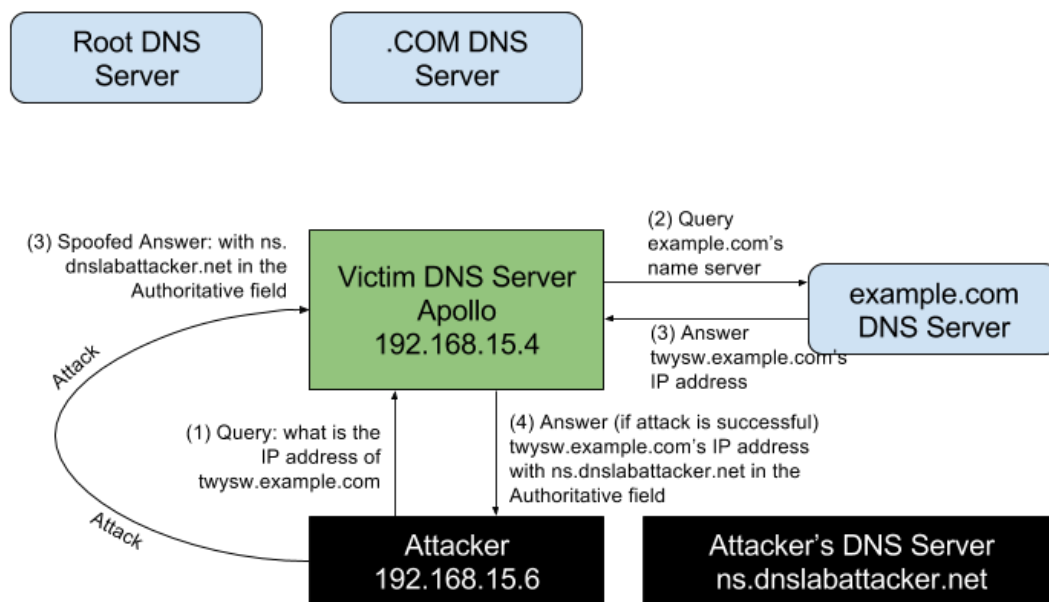 Root DNS
Server
.COM DNS
Server
(3) Spoofed Answer: with ns.
dnslabattacker.net in the
Authoritative field
Victim DNS Server
Apollo
192.168.15.4
(2) Query
example.com's
name server
example.com
DNS Server
(3) Answer
twysw.example.com's
IP address
Attack
(1) Query: what is the
IP address of
twysw.example.com
(4) Answer (if attack is successful)
twysw.example.com's IP address
with ns.dnslabattacker.net in the
Authoritative field
Attack
Attacker
192.168.15.6
Attacker's DNS Server
ns.dnslabattacker.net